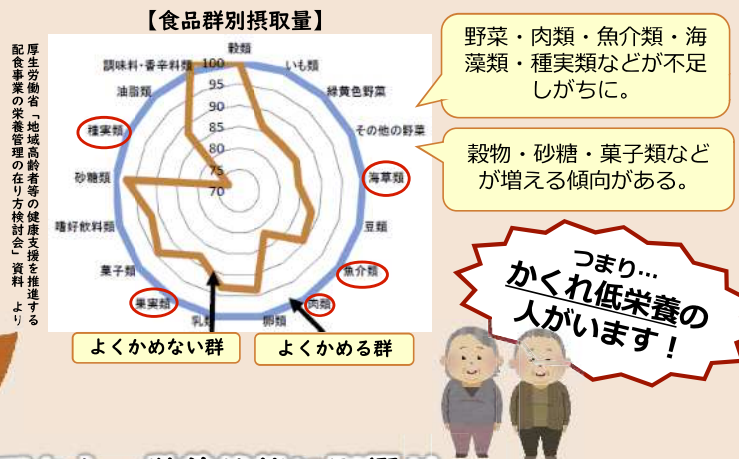 【食品群別摂取量】
厚生労働省「地域高齢者等の健康支援を推進する
配食事業の栄養管理の在り方検討会」資料　より
穀類
いも類
緑黄色野菜
その他の野菜
海草類
豆類
魚介類
肉類
卵類
乳類
果実類
菓子類
嗜好飲料類
砂糖類
種実類
油脂類
調味料・香辛料類
100
95
90
85
80
75
70
よくかめない群
よくかめる群
野菜・肉類・魚介類・海
藻類・種実類などが不足
しがちに。
穀物・砂糖・菓子類など
が増える傾向がある。
つまり…
かくれ低栄養の
人がいます！